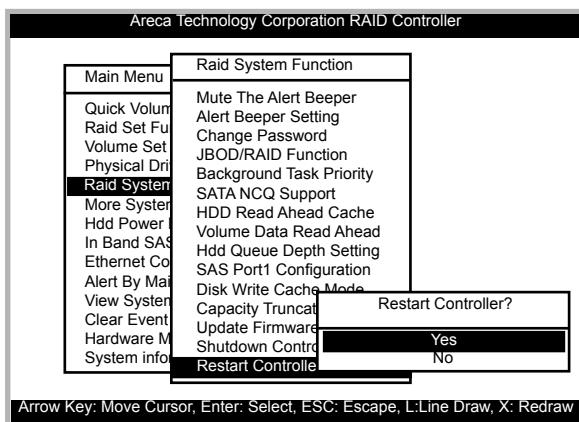 Areca Technology Corporation RAID Controller
Main Menu
Quick Volum
Raid Set Fu
Volume Set
Physical Dri
Raid System
More System
Hdd Power
In Band SAS
Ethernet Co
Alert By Mai
View System
Clear Event
Hardware M
System infor
Raid System Function
Mute The Alert Beeper
Alert Beeper Setting
Change Password
JBOD/RAID Function
Background Task Priority
SATA NCQ Support
HDD Read Ahead Cache
Volume Data Read Ahead
Hdd Queue Depth Setting
SAS Port1 Configuration
Disk Write Cache Mode
Capacity Truncat
Update Firmware
Shutdown Contro
Restart Controlle
Restart Controller?
Yes
No
Arrow Key: Move Cursor, Enter: Select, ESC: Escape, L:Line Draw, X: Redraw